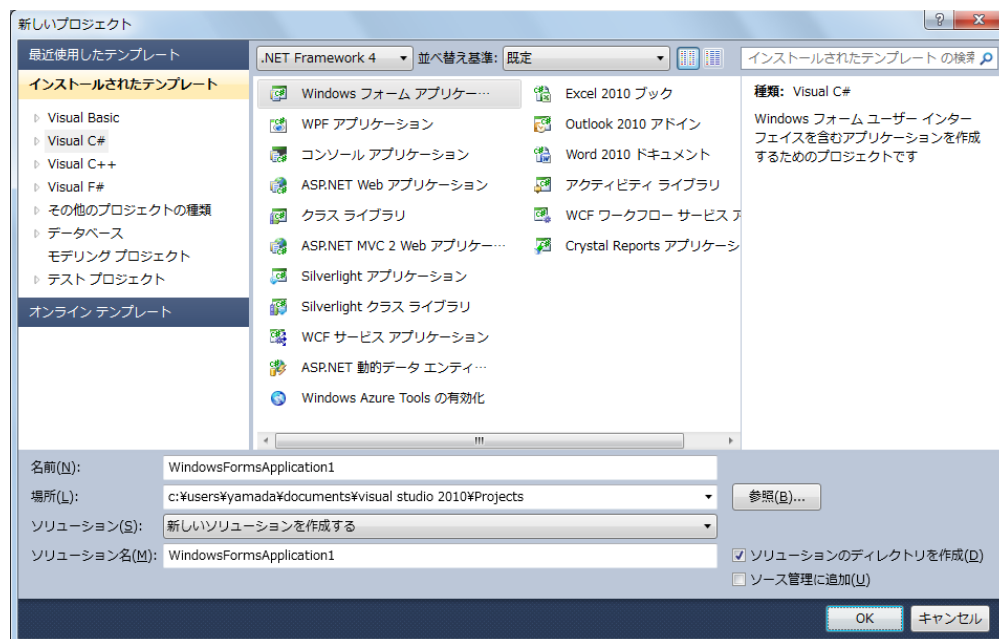 新しいプロジェクト
最近使用したテンプレート
インストールされたテンプレート
Visual Basic
Visual C#
Visual C++
Visual F#
その他のプロジェクトの種類
データベース
モデリング プロジェクト
テスト プロジェクト
オンライン テンプレート
.NET Framework 4
並べ替え基準: 既定
Windows フォーム アプリケー…
WPF アプリケーション
コンソール アプリケーション
ASP.NET Web アプリケーション
クラス ライブラリ
ASP.NET MVC 2 Web アプリケー…
Silverlight アプリケーション
Silverlight クラス ライブラリ
WCF サービス アプリケーション
ASP.NET 動的データ エンティ…
Windows Azure Tools の有効化
Excel 2010 ブック
Outlook 2010 アドイン
Word 2010 ドキュメント
アクティビティ ライブラリ
WCF ワークフロー サービス ア
Crystal Reports アプリケーシ
インストールされたテンプレート の検索
種類: Visual C#
Windows フォーム ユーザー インター
フェイスを含むアプリケーションを作成
するためのプロジェクトです
名前(N): WindowsFormsApplication1
場所(L): c:¥users¥yamada¥documents¥visual studio 2010¥Projects
参照(B)...
ソリューション(S): 新しいソリューションを作成する
ソリューション名(M): WindowsFormsApplication1
ソリューションのディレクトリを作成(D)
ソース管理に追加(U)
OK
キャンセル